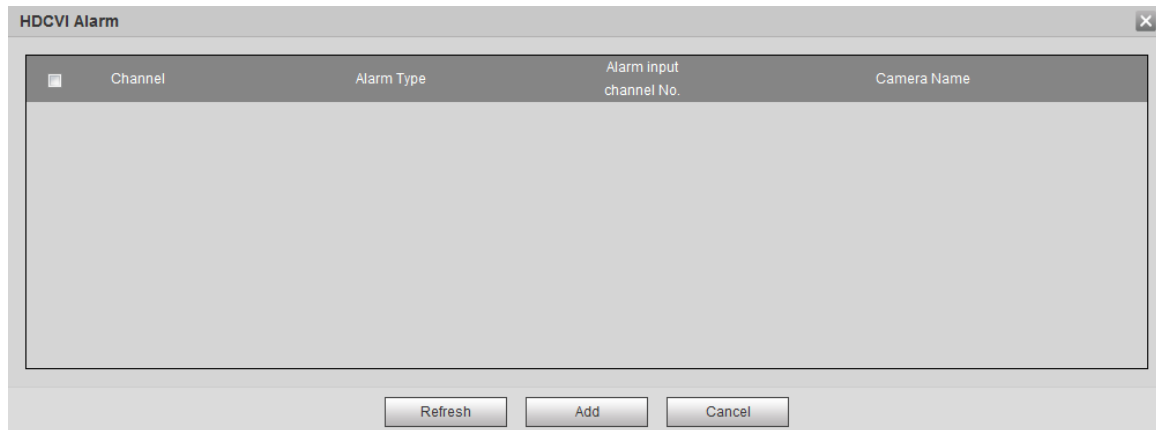 HDCVI Alarm
Channel
Alarm Type
Alarm input
channel No.
Camera Name
Refresh
Add
Cancel